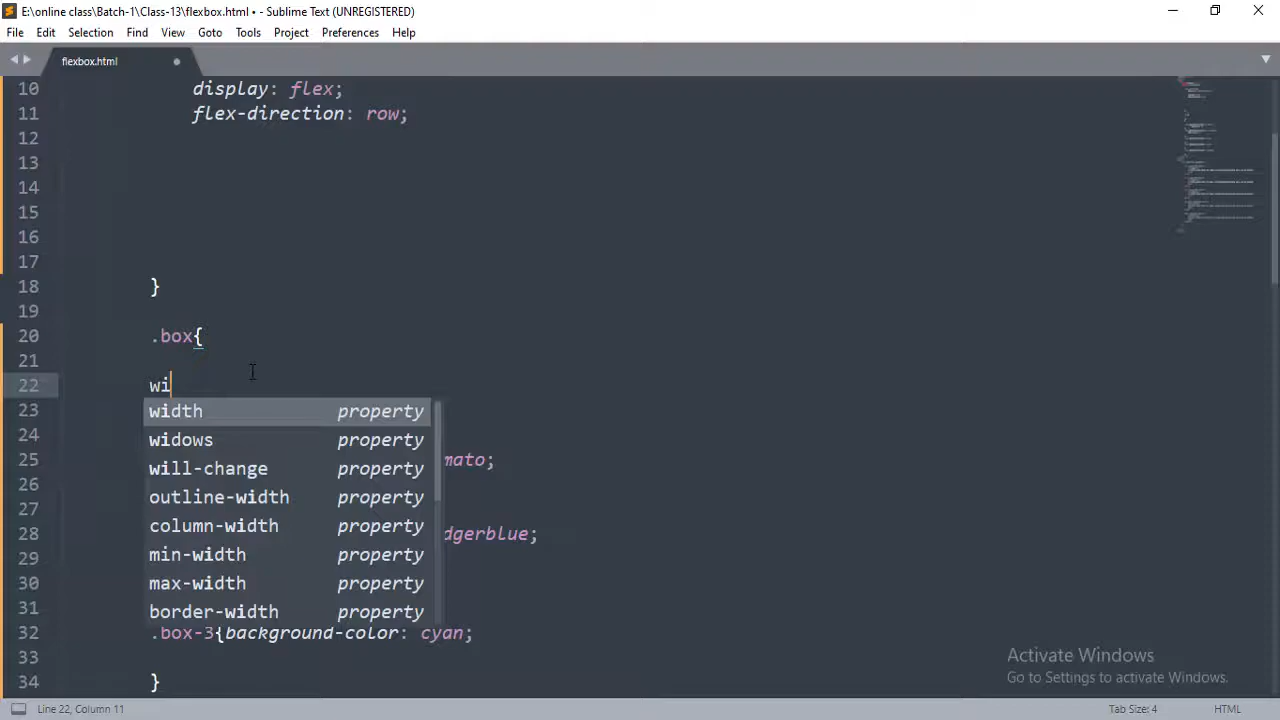 E:\online class\Batch-1\Class-13\flexbox.html • - Sublime Text (UNREGISTERED)
File Edit Selection Find View Goto Tools Project Preferences Help
flexbox.html
10 display: flex;
11 flex-direction: row;
12
13
14
15
16
17
18 }
19
20 .box{
21
22 wi
23 width property
24 widows property
will-change property
25 mato;
26 outline-width property
27 column-width property
28 dgerblue;
29 min-width property
30 max-width property
31 border-width property
32 .box-3{background-color: cyan;
33
34 }
Activate Windows
Go to Settings to activate Windows.
Line 22, Column 11 Tab Size: 4 HTML